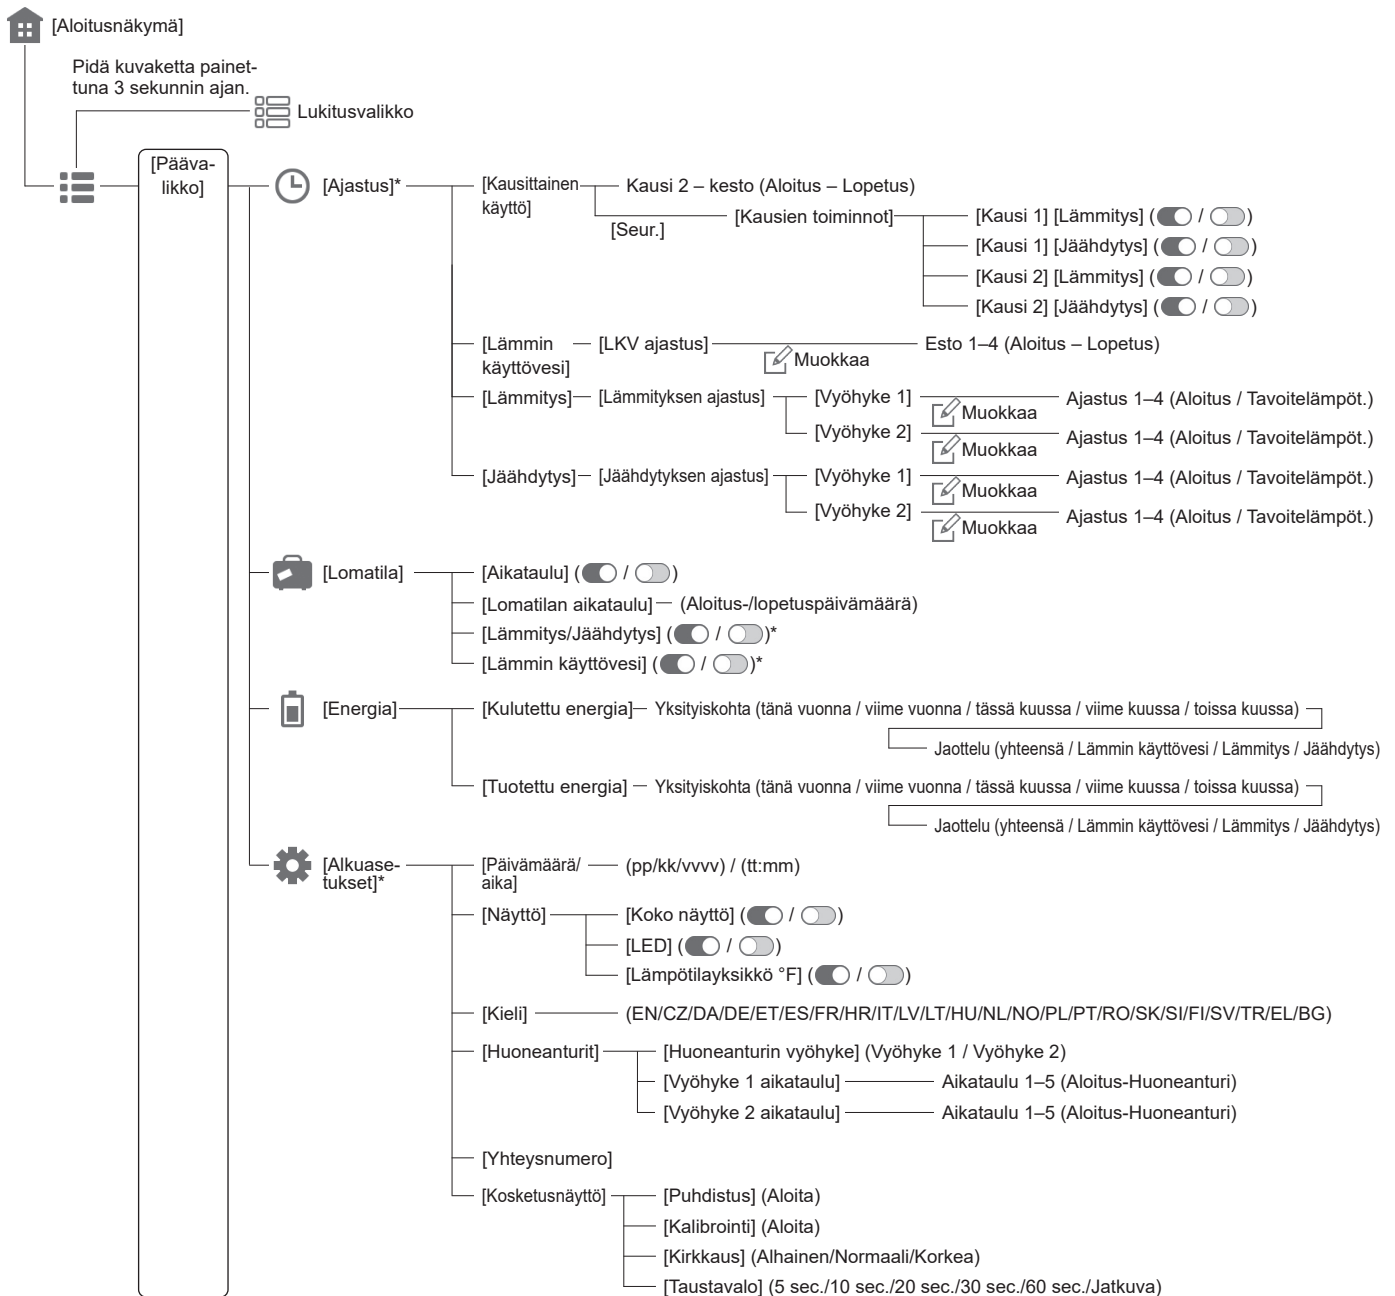 [Aloitusnäkymä]
Pidä kuvaketta painet-
tuna 3 sekunnin ajan.
Lukitusvalikko
[Pääva-
likko]
[Ajastus]*
[Kausittainen
käyttö]
Kausi 2 – kesto (Aloitus – Lopetus)
[Seur.]
[Kausien toiminnot]
[Kausi 1] [Lämmitys] ( / )
[Kausi 1] [Jäähdytys] ( / )
[Kausi 2] [Lämmitys] ( / )
[Kausi 2] [Jäähdytys] ( / )
[Lämmin
käyttövesi]
[LKV ajastus]
Muokkaa
Esto 1–4 (Aloitus – Lopetus)
[Lämmitys]
[Lämmityksen ajastus]
[Vyöhyke 1]
Muokkaa
Ajastus 1–4 (Aloitus / Tavoitelämpöt.)
[Vyöhyke 2]
Muokkaa
Ajastus 1–4 (Aloitus / Tavoitelämpöt.)
[Jäähdytys]
[Jäähdytyksen ajastus]
[Vyöhyke 1]
Muokkaa
Ajastus 1–4 (Aloitus / Tavoitelämpöt.)
[Vyöhyke 2]
Muokkaa
Ajastus 1–4 (Aloitus / Tavoitelämpöt.)
[Lomatila]
[Aikataulu] ( / )
[Lomatilan aikataulu]
(Aloitus-/lopetuspäivämäärä)
[Lämmitys/Jäähdytys] ( / )*
[Lämmin käyttövesi] ( / )*
[Energia]
[Kulutettu energia]
Yksityiskohta (tänä vuonna / viime vuonna / tässä kuussa / viime kuussa / toissa kuussa)
Jaottelu (yhteensä / Lämmin käyttövesi / Lämmitys / Jäähdytys)
[Tuotettu energia]
Yksityiskohta (tänä vuonna / viime vuonna / tässä kuussa / viime kuussa / toissa kuussa)
Jaottelu (yhteensä / Lämmin käyttövesi / Lämmitys / Jäähdytys)
[Alkuase-
tukset]*
[Päivämäärä/
aika]
(pp/kk/vvvv) / (tt:mm)
[Näyttö]
[Koko näyttö] ( / )
[LED] ( / )
[Lämpötilayksikkö °F] ( / )
[Kieli]
(EN/CZ/DA/DE/ET/ES/FR/HR/IT/LV/LT/HU/NL/NO/PL/PT/RO/SK/SI/FI/SV/TR/EL/BG)
[Huoneanturit]
[Huoneanturin vyöhyke] (Vyöhyke 1 / Vyöhyke 2)
[Vyöhyke 1 aikataulu]
Aikataulu 1–5 (Aloitus-Huoneanturi)
[Vyöhyke 2 aikataulu]
Aikataulu 1–5 (Aloitus-Huoneanturi)
[Yhteysnumero]
[Kosketusnäyttö]
[Puhdistus] (Aloita)
[Kalibrointi] (Aloita)
[Kirkkaus] (Alhainen/Normaali/Korkea)
[Taustavalo] (5 sec./10 sec./20 sec./30 sec./60 sec./Jatkuva)